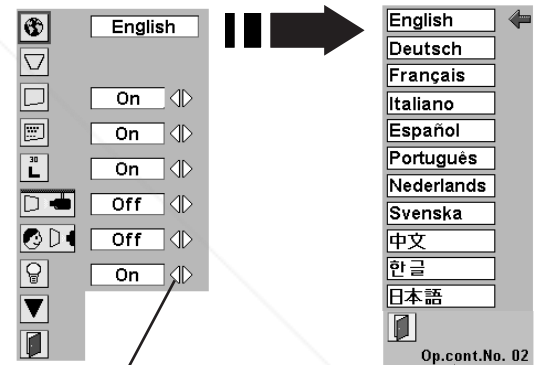 English
On
On
30
L
On
Off
Off
On
English
Deutsch
Français
Italiano
Español
Português
Nederlands
Svenska
中文
한글
日本語
Op.cont.No. 02